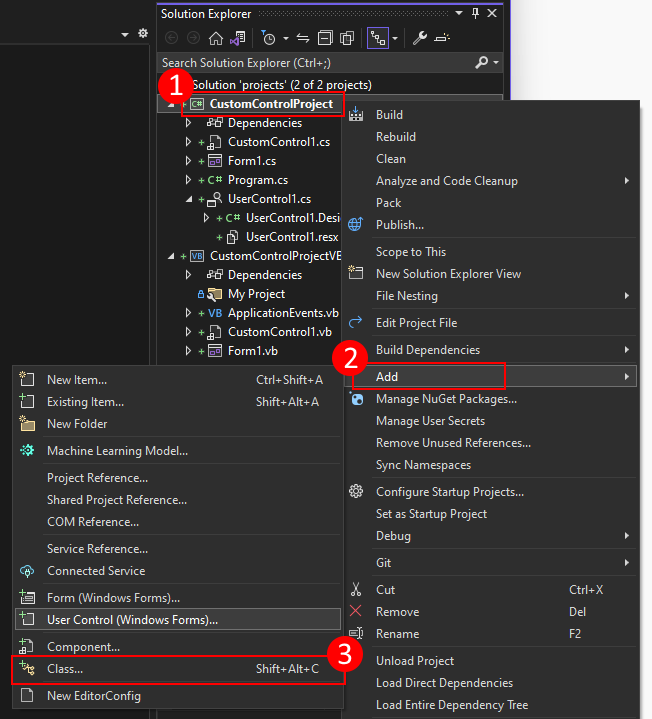 Solution Explorer
Search Solution Explorer (Ctrl+;)
Solution 'projects' (2 of 2 projects)
1
C# CustomControlProject
Dependencies
CustomControl1.cs
Form1.cs
C# Program.cs
UserControl1.cs
C# UserControl1.Desi
UserControl1.resx
VB CustomControlProjectVB
Dependencies
My Project
VB ApplicationEvents.vb
CustomControl1.vb
Form1.vb
Build
Rebuild
Clean
Analyze and Code Cleanup
Pack
Publish...
Scope to This
New Solution Explorer View
File Nesting
Edit Project File
Build Dependencies
2
Add
Manage NuGet Packages...
Manage User Secrets
Remove Unused References...
Sync Namespaces
Configure Startup Projects...
Set as Startup Project
Debug
Git
Cut Ctrl+X
Remove Del
Rename F2
Unload Project
Load Direct Dependencies
Load Entire Dependency Tree
New Item... Ctrl+Shift+A
Existing Item... Shift+Alt+A
New Folder
Machine Learning Model...
Project Reference...
Shared Project Reference...
COM Reference...
Service Reference...
Connected Service
Form (Windows Forms)...
User Control (Windows Forms)...
Component...
3
Class... Shift+Alt+C
New EditorConfig